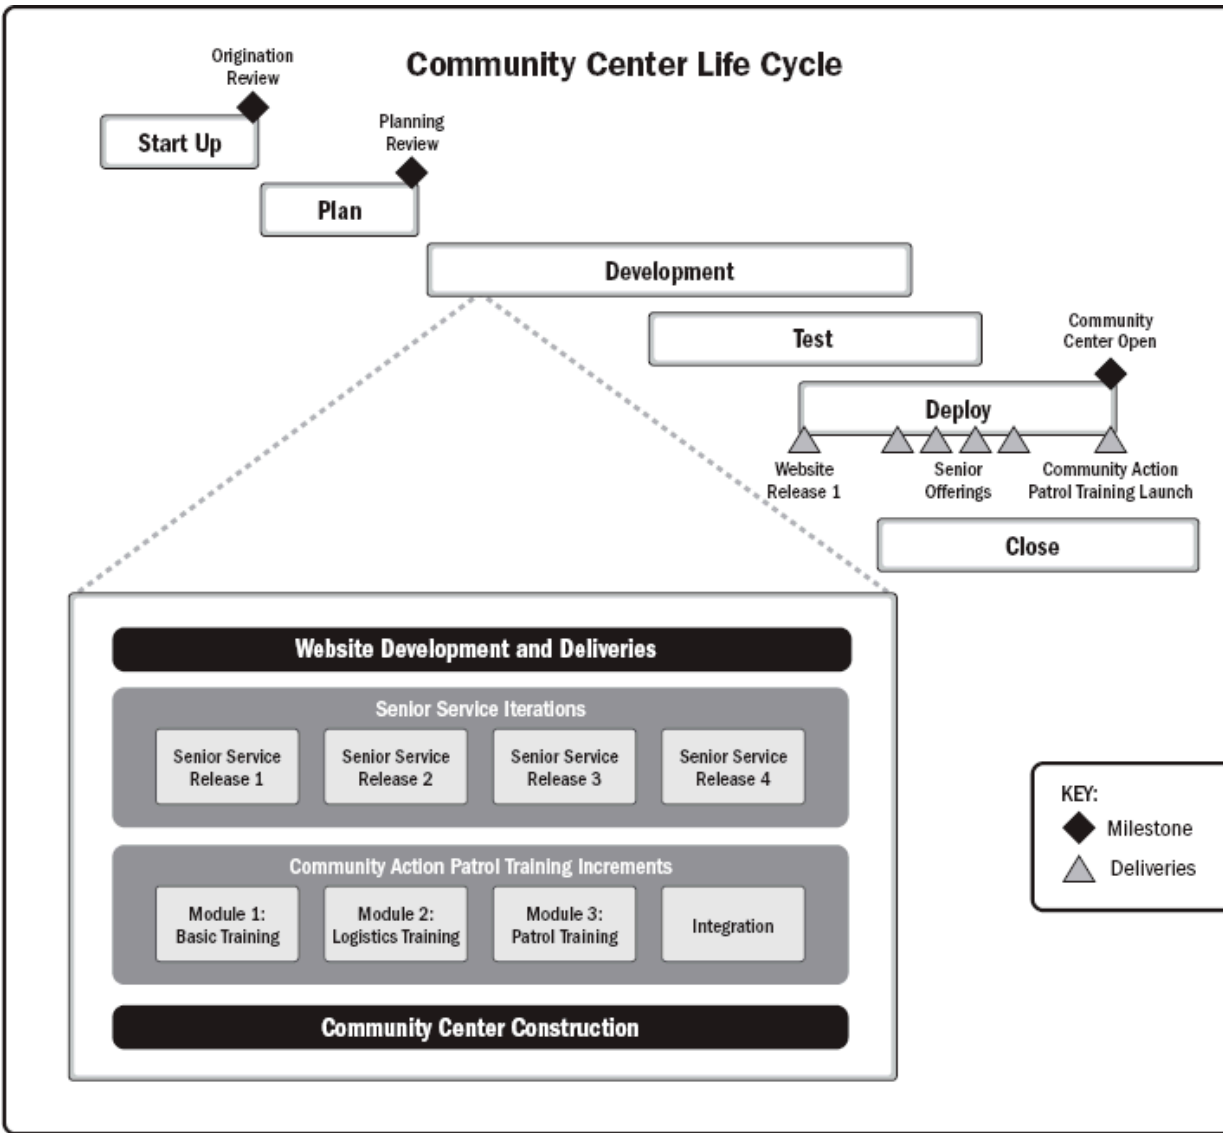 Community Center Life Cycle
Origination
Review
Start Up
Planning
Review
Plan
Development
Test
Community
Center Open
Deploy
Website
Release 1
Senior
Offerings
Community Action
Patrol Training Launch
Close
Website Development and Deliveries
Senior Service Iterations
Senior Service
Release 1
Senior Service
Release 2
Senior Service
Release 3
Senior Service
Release 4
Community Action Patrol Training Increments
Module 1:
Basic Training
Module 2:
Logistics Training
Module 3:
Patrol Training
Integration
Community Center Construction
KEY:
Milestone
Deliveries